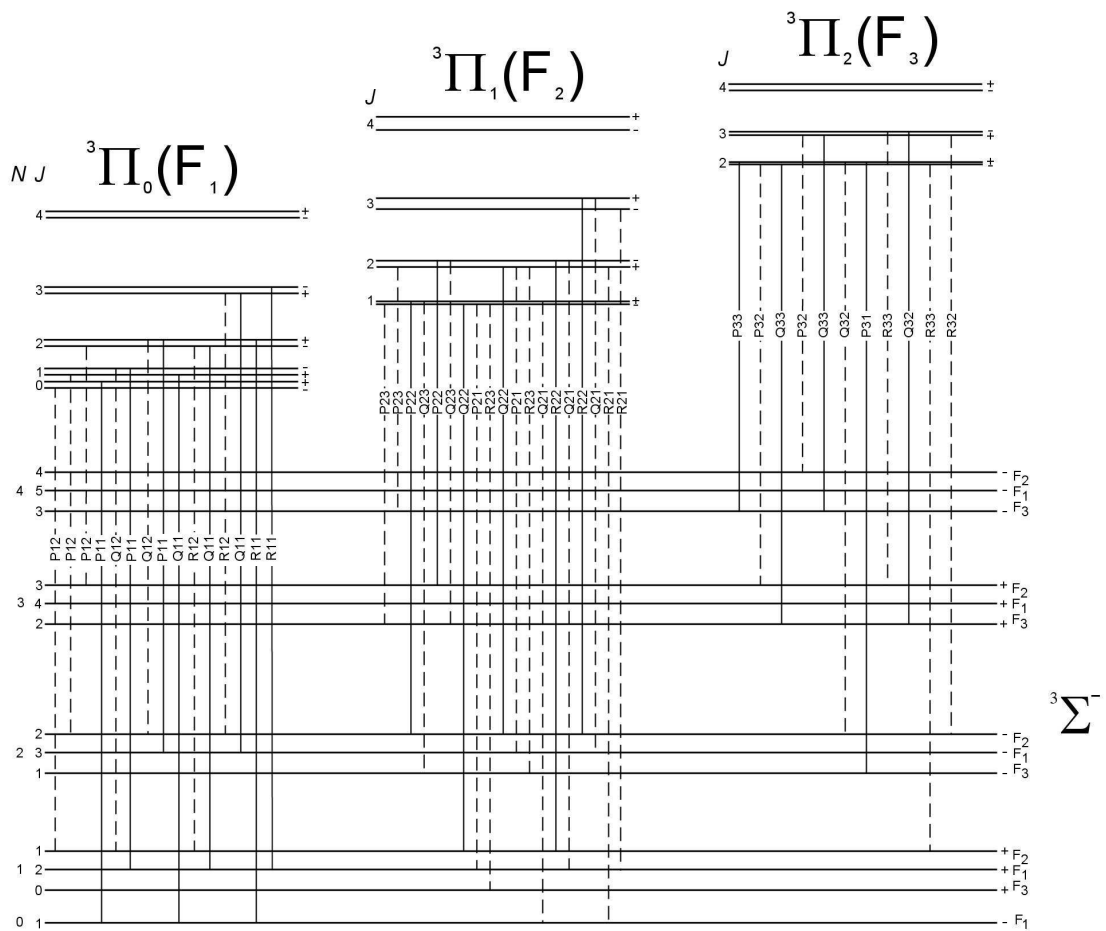 ³Π₂(F₃)
J
4 + -
3 - +
2 ±
³Π₁(F₂)
J
4 + -
3 + -
2 - +
1 ±
³Π₀(F₁)
N J
4 + -
3 - +
2 + -
1 - +
0 + -
P33 P32 Q33 P32 Q33 Q32 P31 R33 Q32 R33 R32
P23 P23 P22 Q23 P22 Q23 Q22 P21 R23 Q22 P21 R23 Q21 R22 Q21 R22 Q21 R21 R21
P12 P12 P12 P11 Q12 P11 Q12 P11 Q11 R12 Q11 R12 Q11 R11 R11
4 - F₂
4 5 - F₁
3 - F₃
3 + F₂
3 4 + F₁
2 + F₃
³Σ⁻
2 - F₂
2 3 - F₁
1 - F₃
1 + F₂
1 2 + F₁
0 + F₃
0 1 - F₁